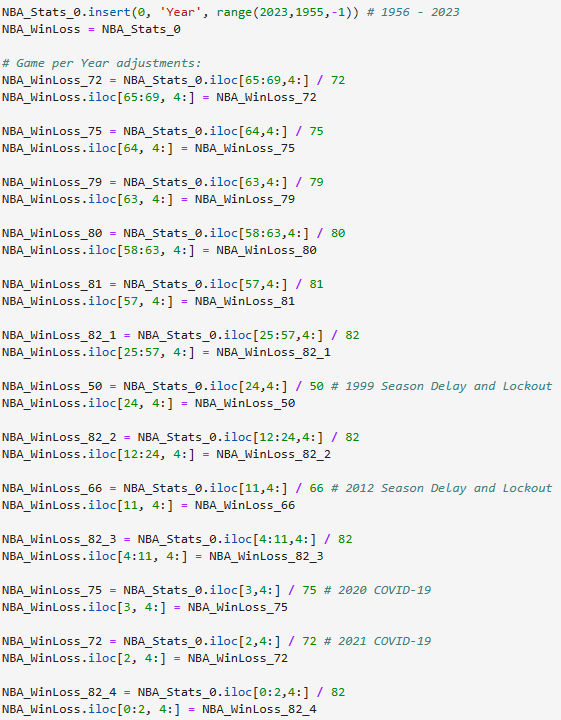 NBA_Stats_0.insert(0, 'Year', range(2023,1955,-1)) # 1956 - 2023
NBA_WinLoss = NBA_Stats_0
# Game per Year adjustments:
NBA_WinLoss_72 = NBA_Stats_0.iloc[65:69,4:] / 72
NBA_WinLoss.iloc[65:69, 4:] = NBA_WinLoss_72
NBA_WinLoss_75 = NBA_Stats_0.iloc[64,4:] / 75
NBA_WinLoss.iloc[64, 4:] = NBA_WinLoss_75
NBA_WinLoss_79 = NBA_Stats_0.iloc[63,4:] / 79
NBA_WinLoss.iloc[63, 4:] = NBA_WinLoss_79
NBA_WinLoss_80 = NBA_Stats_0.iloc[58:63,4:] / 80
NBA_WinLoss.iloc[58:63, 4:] = NBA_WinLoss_80
NBA_WinLoss_81 = NBA_Stats_0.iloc[57,4:] / 81
NBA_WinLoss.iloc[57, 4:] = NBA_WinLoss_81
NBA_WinLoss_82_1 = NBA_Stats_0.iloc[25:57,4:] / 82
NBA_WinLoss.iloc[25:57, 4:] = NBA_WinLoss_82_1
NBA_WinLoss_50 = NBA_Stats_0.iloc[24,4:] / 50 # 1999 Season Delay and Lockout
NBA_WinLoss.iloc[24, 4:] = NBA_WinLoss_50
NBA_WinLoss_82_2 = NBA_Stats_0.iloc[12:24,4:] / 82
NBA_WinLoss.iloc[12:24, 4:] = NBA_WinLoss_82_2
NBA_WinLoss_66 = NBA_Stats_0.iloc[11,4:] / 66 # 2012 Season Delay and Lockout
NBA_WinLoss.iloc[11, 4:] = NBA_WinLoss_66
NBA_WinLoss_82_3 = NBA_Stats_0.iloc[4:11,4:] / 82
NBA_WinLoss.iloc[4:11, 4:] = NBA_WinLoss_82_3
NBA_WinLoss_75 = NBA_Stats_0.iloc[3,4:] / 75 # 2020 COVID-19
NBA_WinLoss.iloc[3, 4:] = NBA_WinLoss_75
NBA_WinLoss_72 = NBA_Stats_0.iloc[2,4:] / 72 # 2021 COVID-19
NBA_WinLoss.iloc[2, 4:] = NBA_WinLoss_72
NBA_WinLoss_82_4 = NBA_Stats_0.iloc[0:2,4:] / 82
NBA_WinLoss.iloc[0:2, 4:] = NBA_WinLoss_82_4